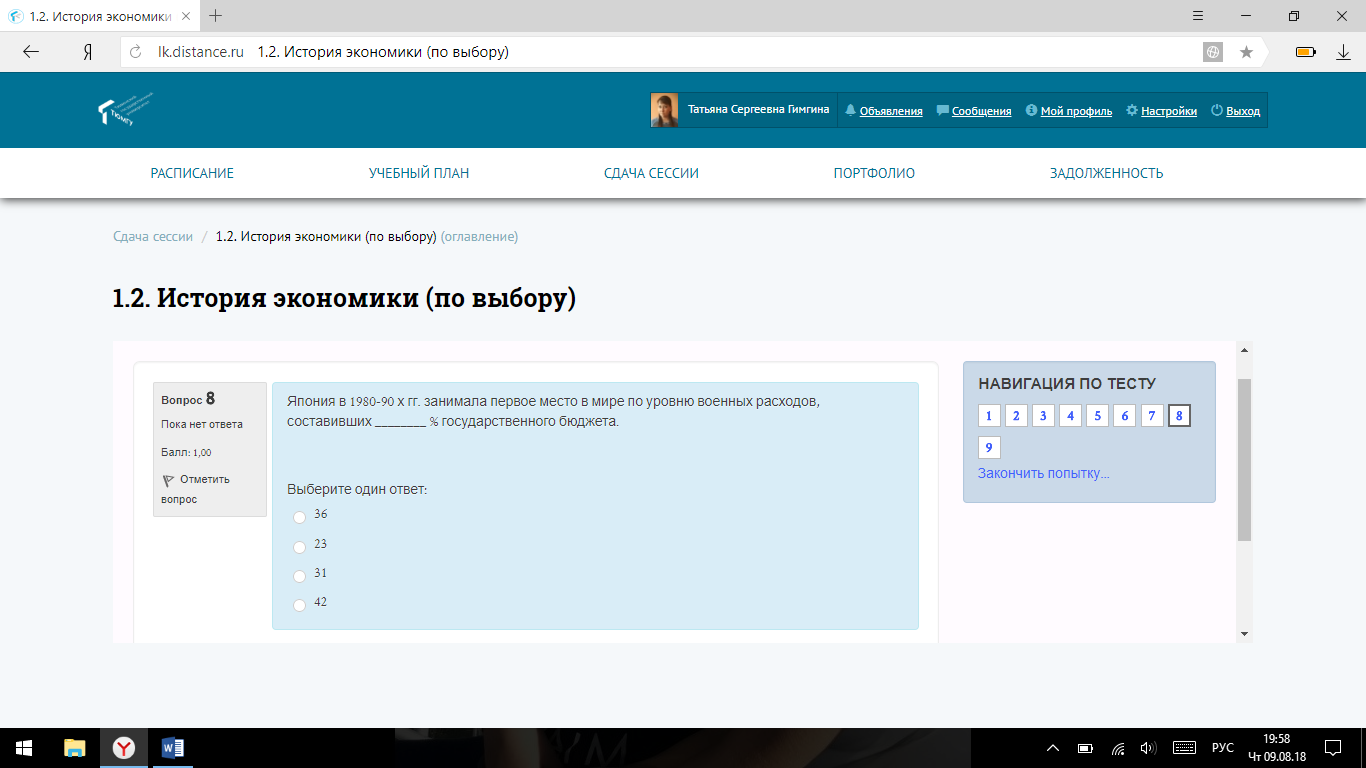 1.2. История экономики
Я
lk.distance.ru 1.2. История экономики (по выбору)
ТюмГУ
Татьяна Сергеевна Гимгина Объявления Сообщения Мой профиль Настройки Выход
РАСПИСАНИЕ УЧЕБНЫЙ ПЛАН СДАЧА СЕССИИ ПОРТФОЛИО ЗАДОЛЖЕННОСТЬ
Сдача сессии / 1.2. История экономики (по выбору) (оглавление)
1.2. История экономики (по выбору)
Вопрос 8
Пока нет ответа
Балл: 1,00
Отметить
вопрос
Япония в 1980-90 х гг. занимала первое место в мире по уровню военных расходов,
составивших ________ % государственного бюджета.
Выберите один ответ:
36
23
31
42
НАВИГАЦИЯ ПО ТЕСТУ
1 2 3 4 5 6 7 8
9
Закончить попытку...
РУС
19:58
Чт 09.08.18